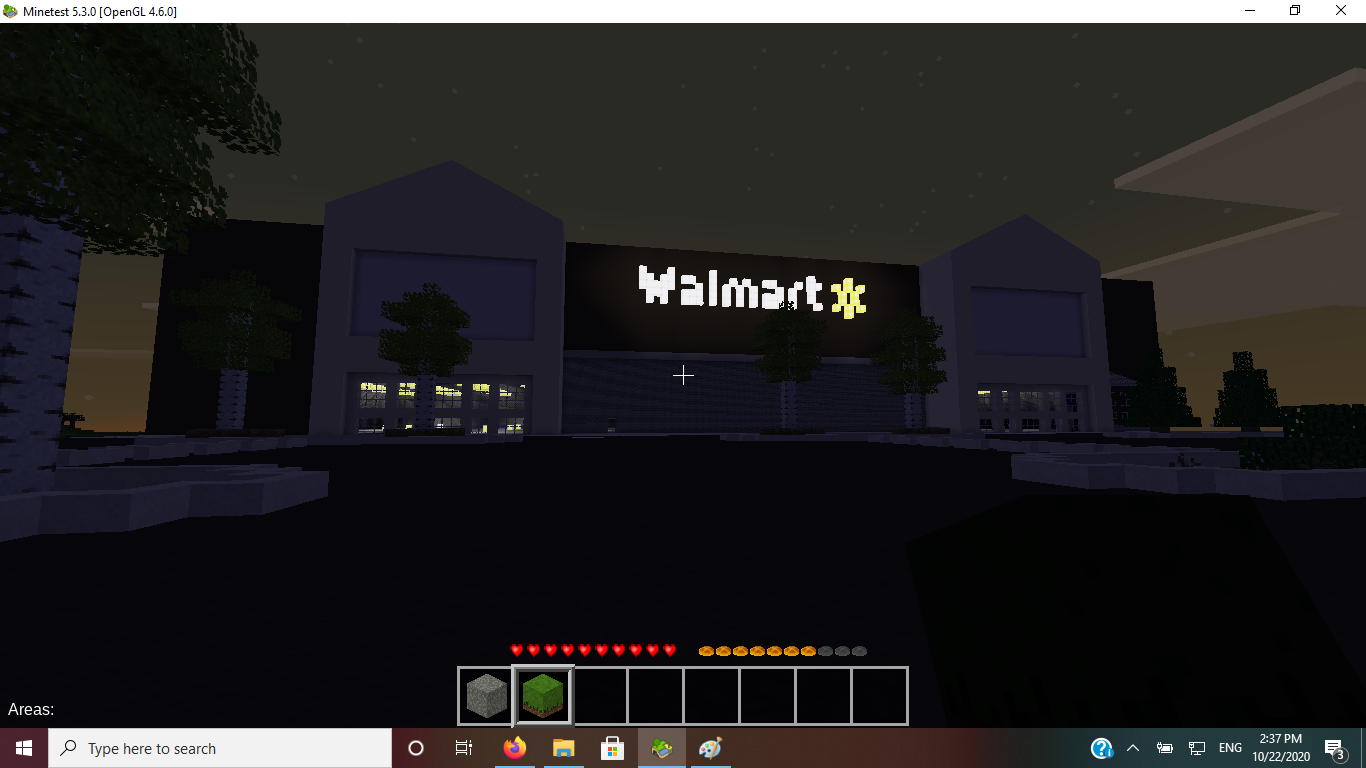 Minetest 5.3.0 [OpenGL 4.6.0]
Walmart
Areas:
Type here to search
ENG
2:37 PM
10/22/2020
3